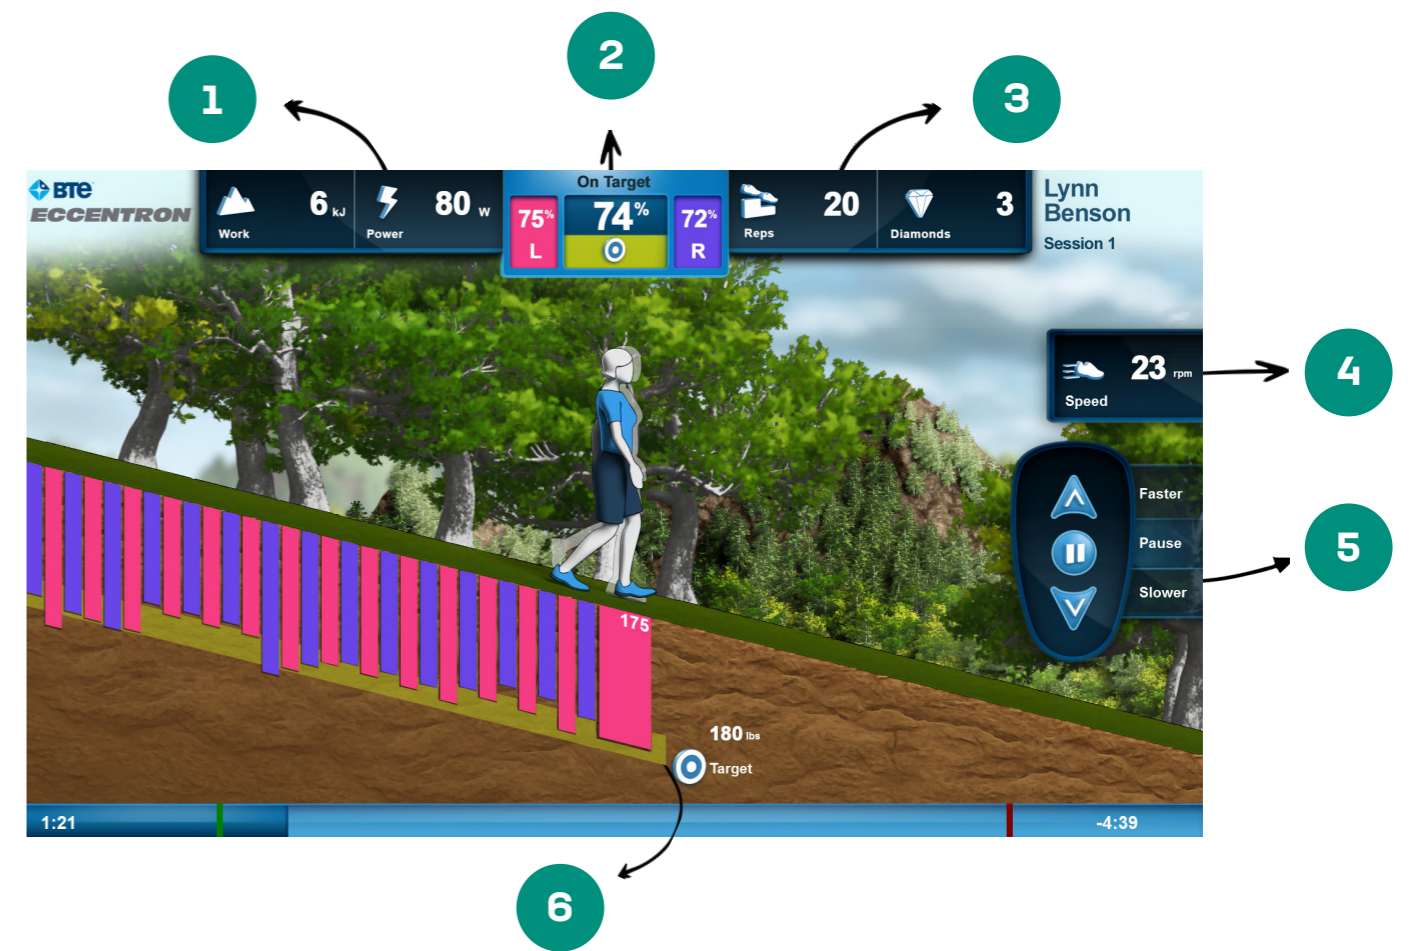 2
1
3
BTE
ECCENTRON
Work
6 kJ
Power
80 W
On Target
75%
L
74%
72%
R
Reps
20
Diamonds
3
Lynn
Benson
Session 1
23 rpm
Speed
4
Faster
Pause
Slower
5
175
180 lbs
Target
1:21
-4:39
6